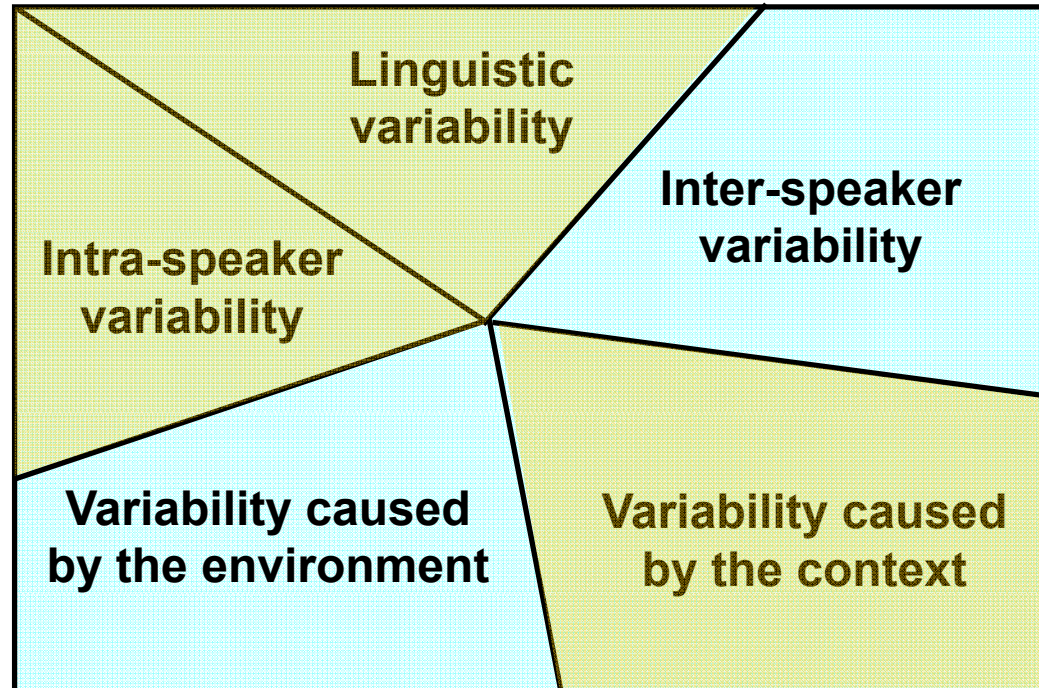 Linguistic
variability
Inter-speaker
variability
Intra-speaker
variability
Variability caused
by the environment
Variability caused
by the context